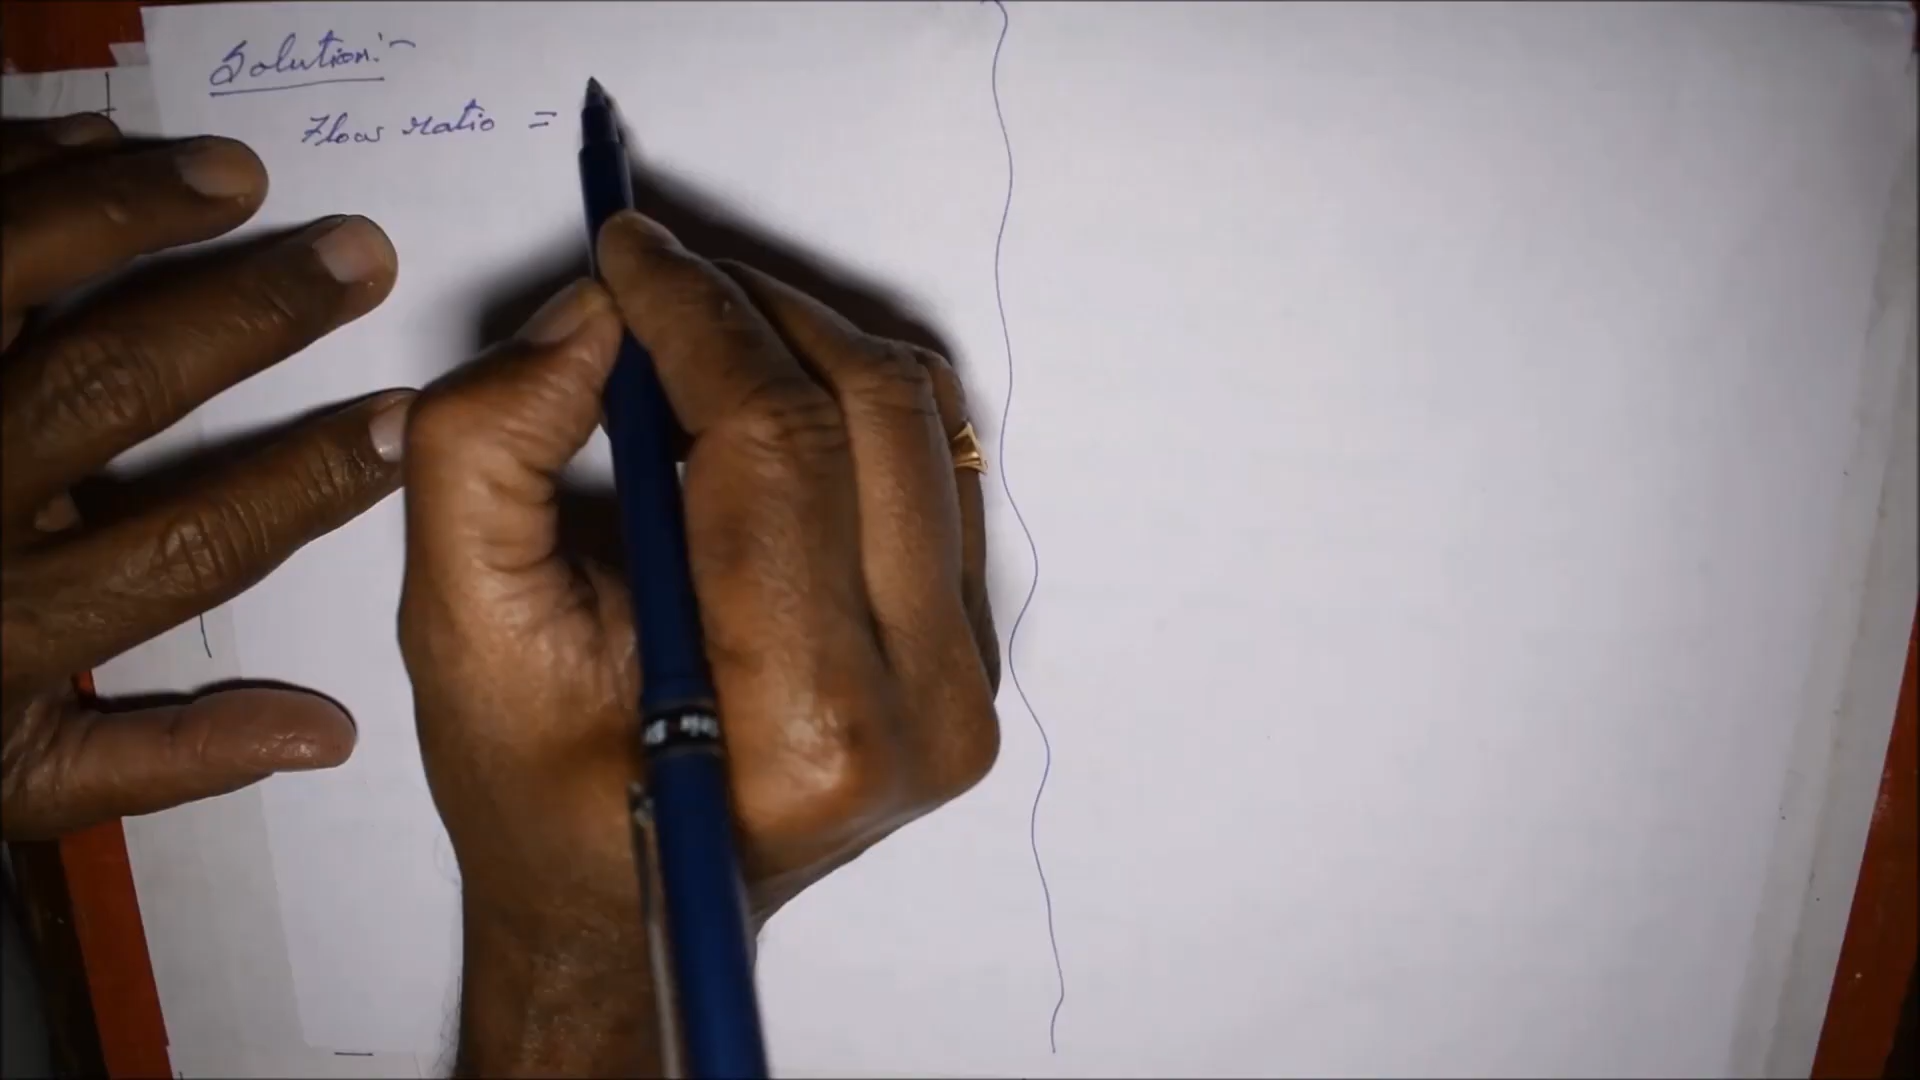 Solution:-
Flow ratio =